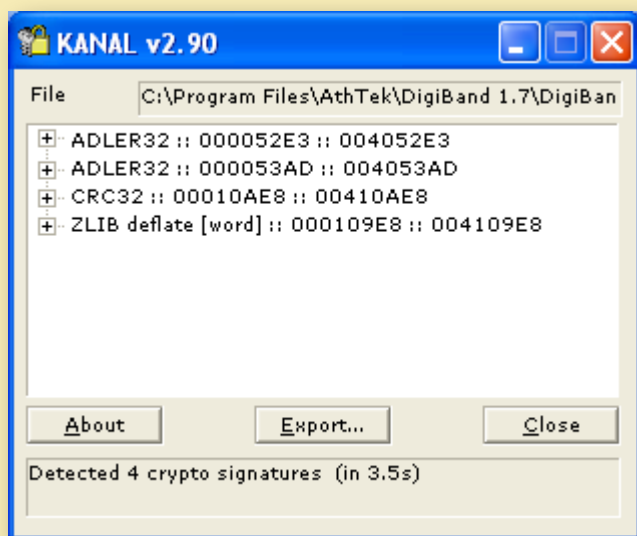 KANAL v2.90
File C:\Program Files\AthTek\DigiBand 1.7\DigiBan
ADLER32 :: 000052E3 :: 004052E3
ADLER32 :: 000053AD :: 004053AD
CRC32 :: 00010AE8 :: 00410AE8
ZLIB deflate [word] :: 000109E8 :: 004109E8
About Export... Close
Detected 4 crypto signatures (in 3.5s)